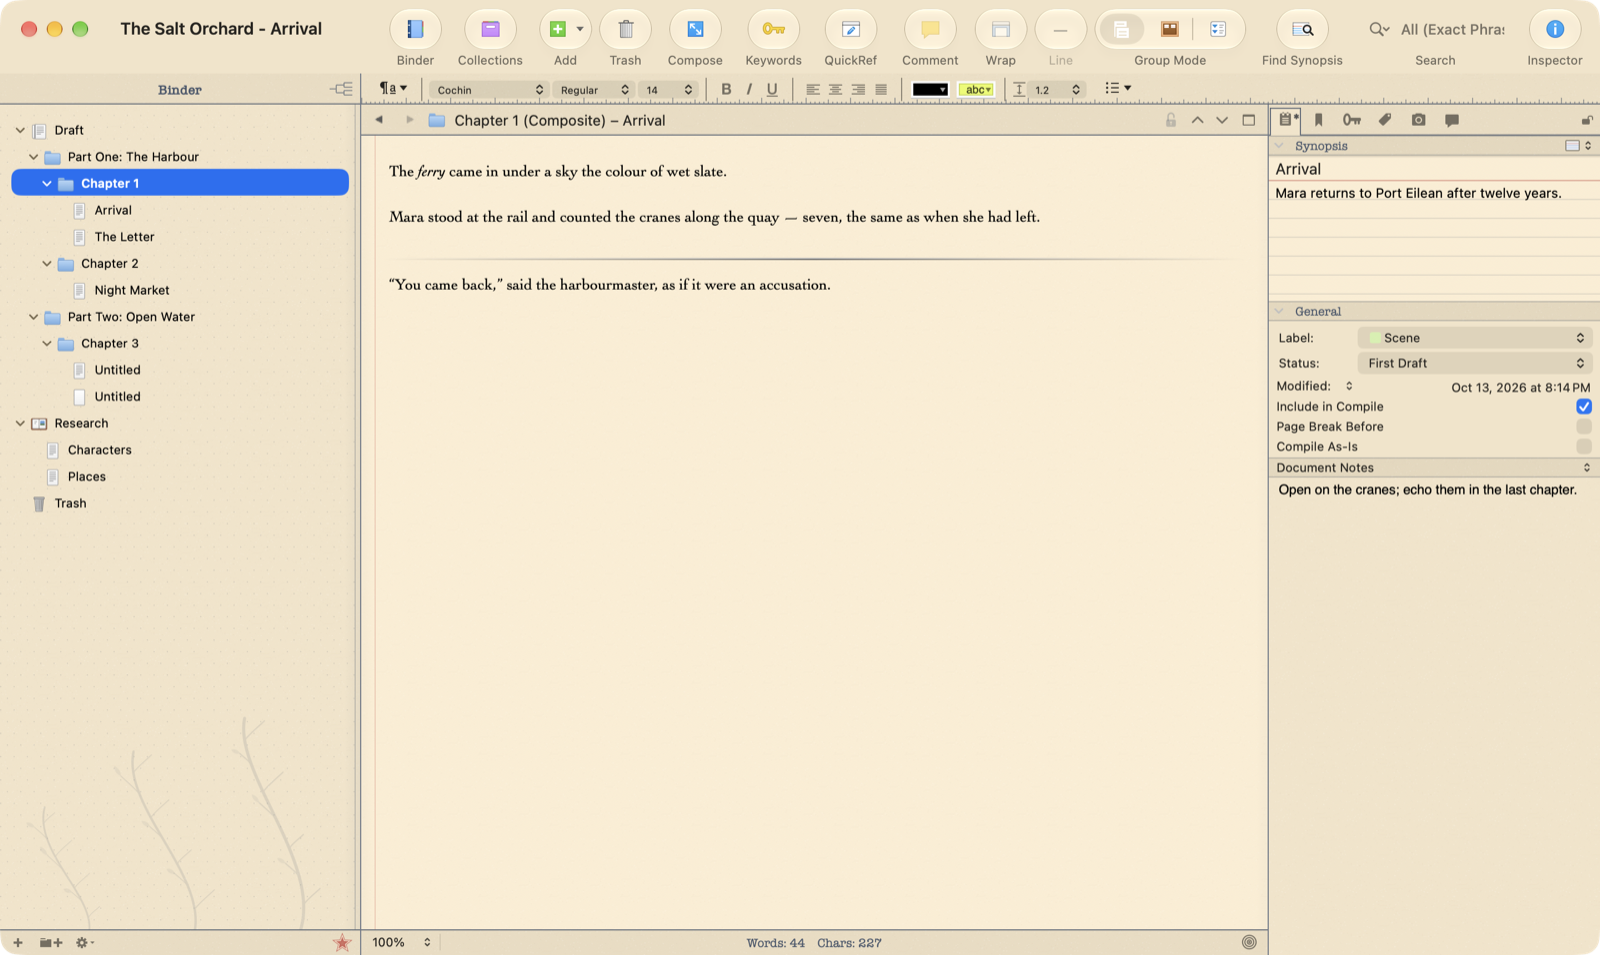 The Salt Orchard - Arrival
Binder
Collections
Add
Trash
Compose
Keywords
QuickRef
Comment
Wrap
Line
Group Mode
Find Synopsis
All (Exact Phra:
Search
Inspector
Binder
¶a
Cochin
Regular
14
B I U
abc
1.2
Draft
Part One: The Harbour
Chapter 1
Arrival
The Letter
Chapter 2
Night Market
Part Two: Open Water
Chapter 3
Untitled
Untitled
Research
Characters
Places
Trash
Chapter 1 (Composite) – Arrival
The ferry came in under a sky the colour of wet slate.
Mara stood at the rail and counted the cranes along the quay — seven, the same as when she had left.
“You came back,” said the harbourmaster, as if it were an accusation.
100%
Words: 44 Chars: 227
Synopsis
Arrival
Mara returns to Port Eilean after twelve years.
General
Label: Scene
Status: First Draft
Modified: Oct 13, 2026 at 8:14 PM
Include in Compile
Page Break Before
Compile As-Is
Document Notes
Open on the cranes; echo them in the last chapter.